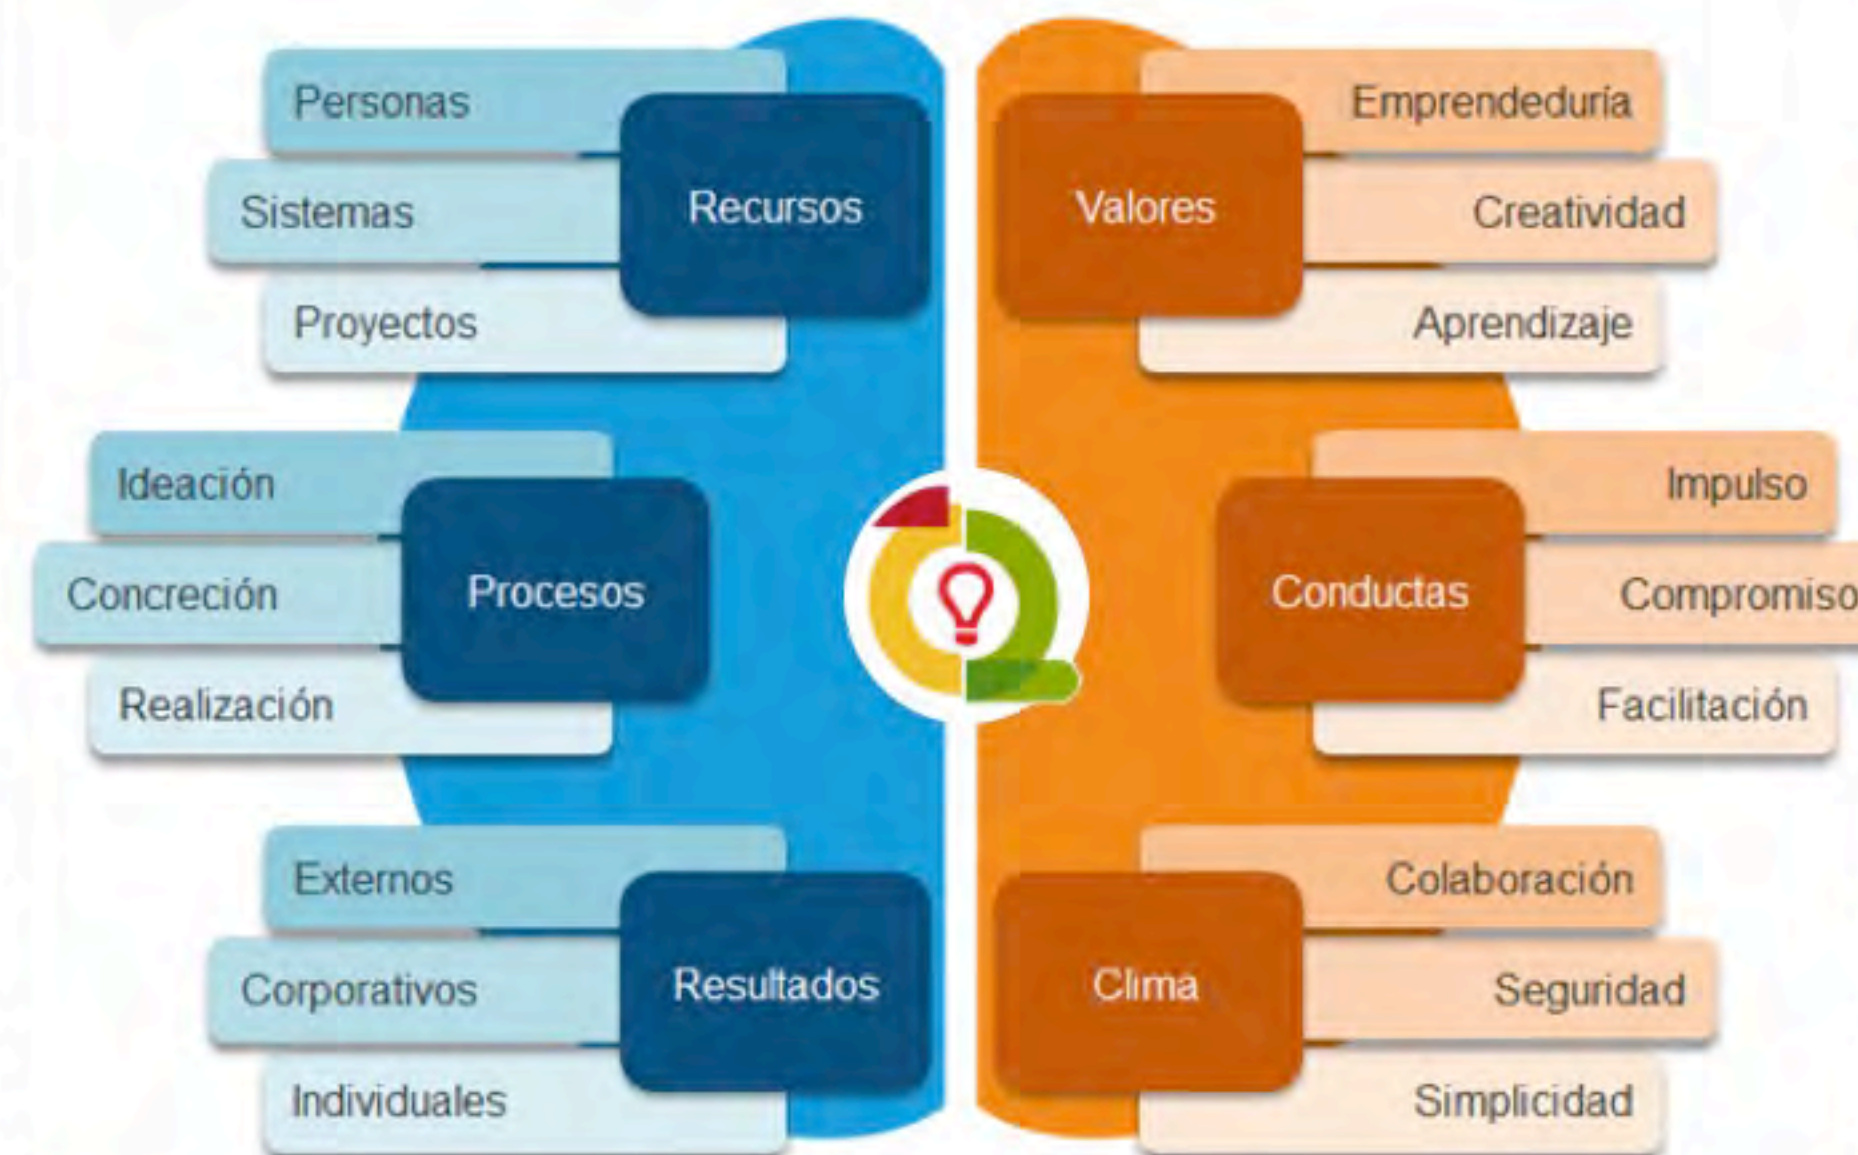 Personas
Sistemas
Proyectos
Recursos
Valores
Emprendeduría
Creatividad
Aprendizaje
Ideación
Concreción
Realización
Procesos
Conductas
Impulso
Compromiso
Facilitación
Externos
Corporativos
Individuales
Resultados
Clima
Colaboración
Seguridad
Simplicidad